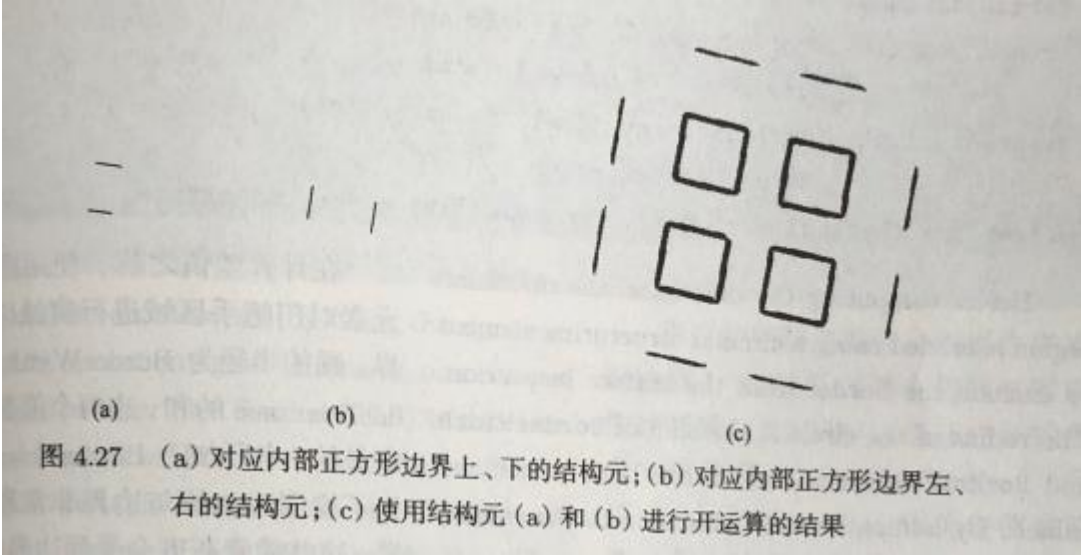 (a)
(b)
(c)
图 4.27 (a) 对应内部正方形边界上、下的结构元;(b) 对应内部正方形边界左、
右的结构元;(c) 使用结构元 (a) 和 (b) 进行开运算的结果